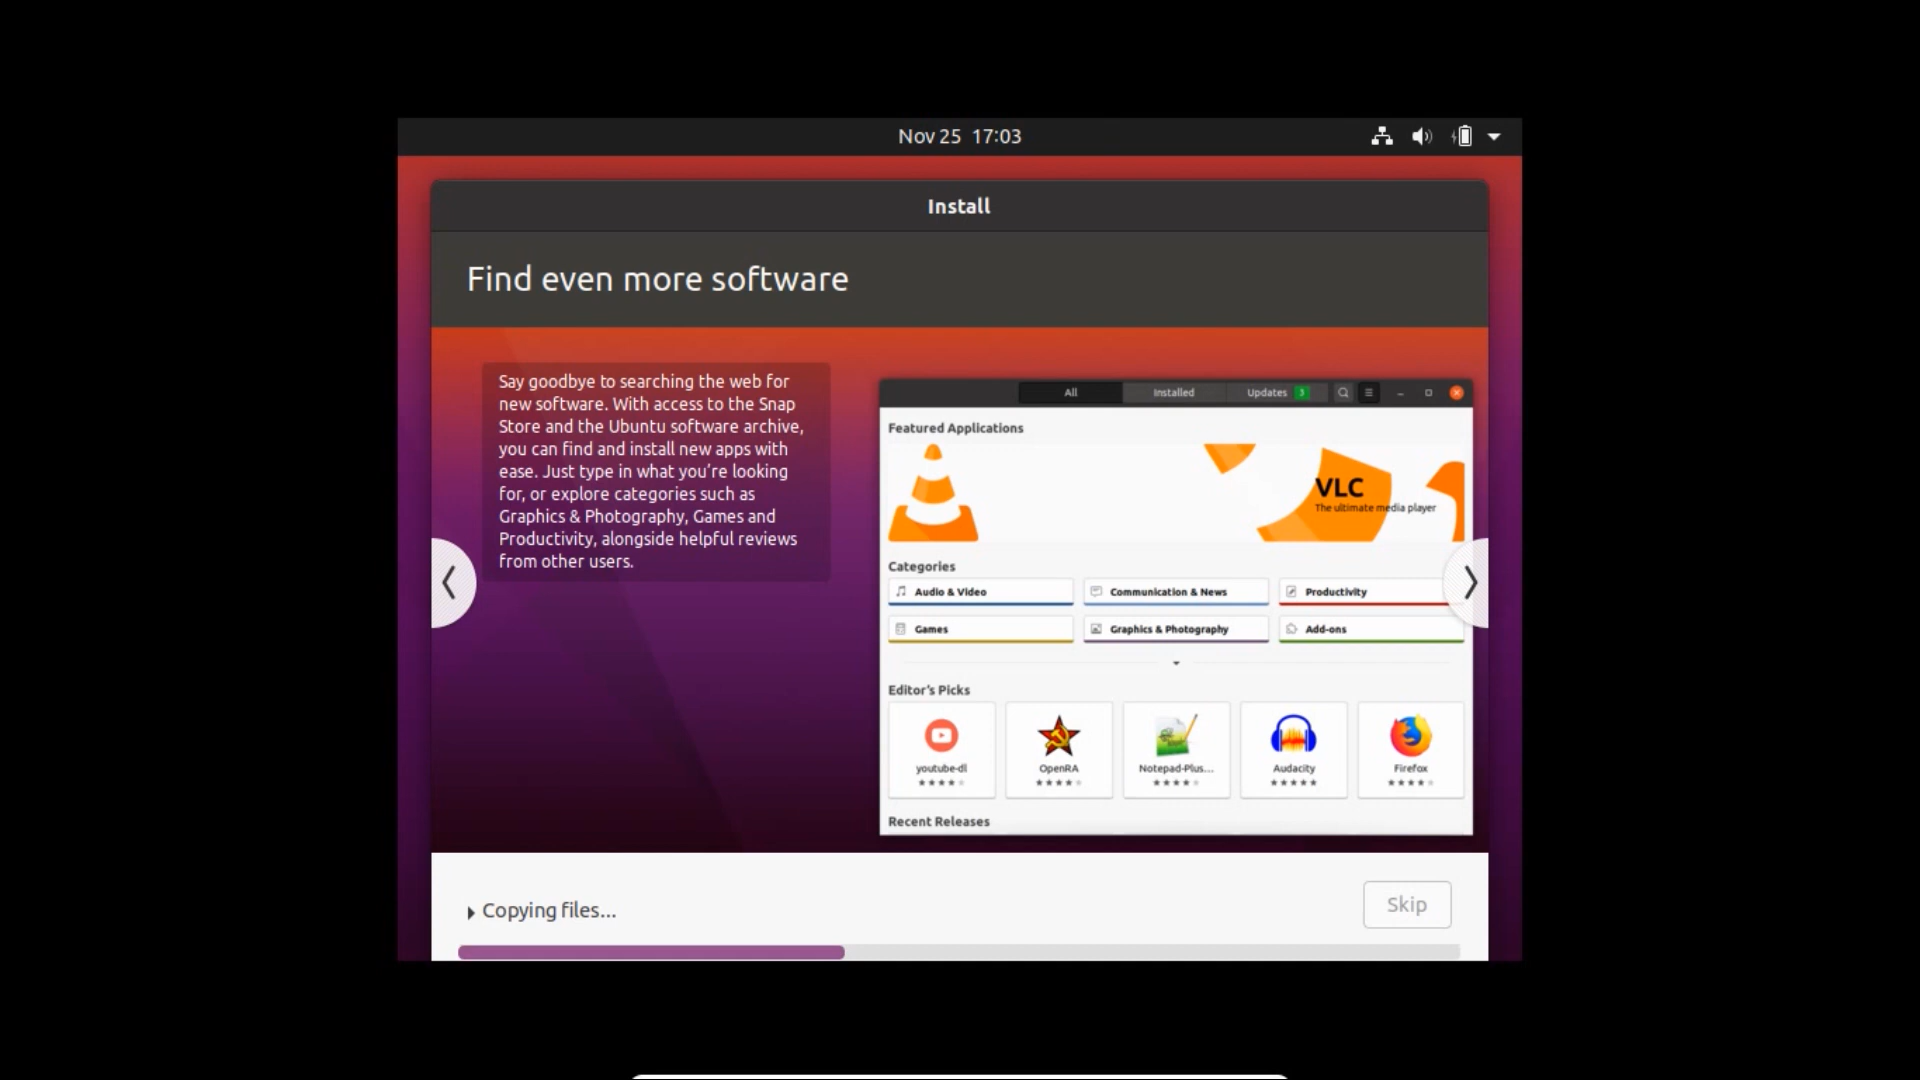 Nov 25 17:03
Install
Find even more software
Say goodbye to searching the web for
new software. With access to the Snap
Store and the Ubuntu software archive,
you can find and install new apps with
ease. Just type in what you're looking
for, or explore categories such as
Graphics & Photography, Games and
Productivity, alongside helpful reviews
from other users.
All Installed Updates 3
Featured Applications
VLC
The ultimate media player
Categories
Audio & Video Communication & News Productivity
Games Graphics & Photography Add-ons
Editor's Picks
youtube-dl OpenRA Notepad-Plus... Audacity Firefox
Recent Releases
Copying files...
Skip